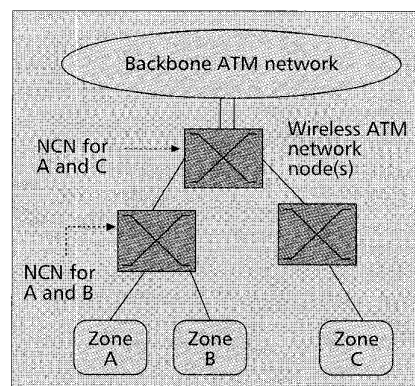 Backbone ATM network
NCN for
A and C
Wireless ATM
network
node(s)
NCN for
A and B
Zone
A
Zone
B
Zone
C